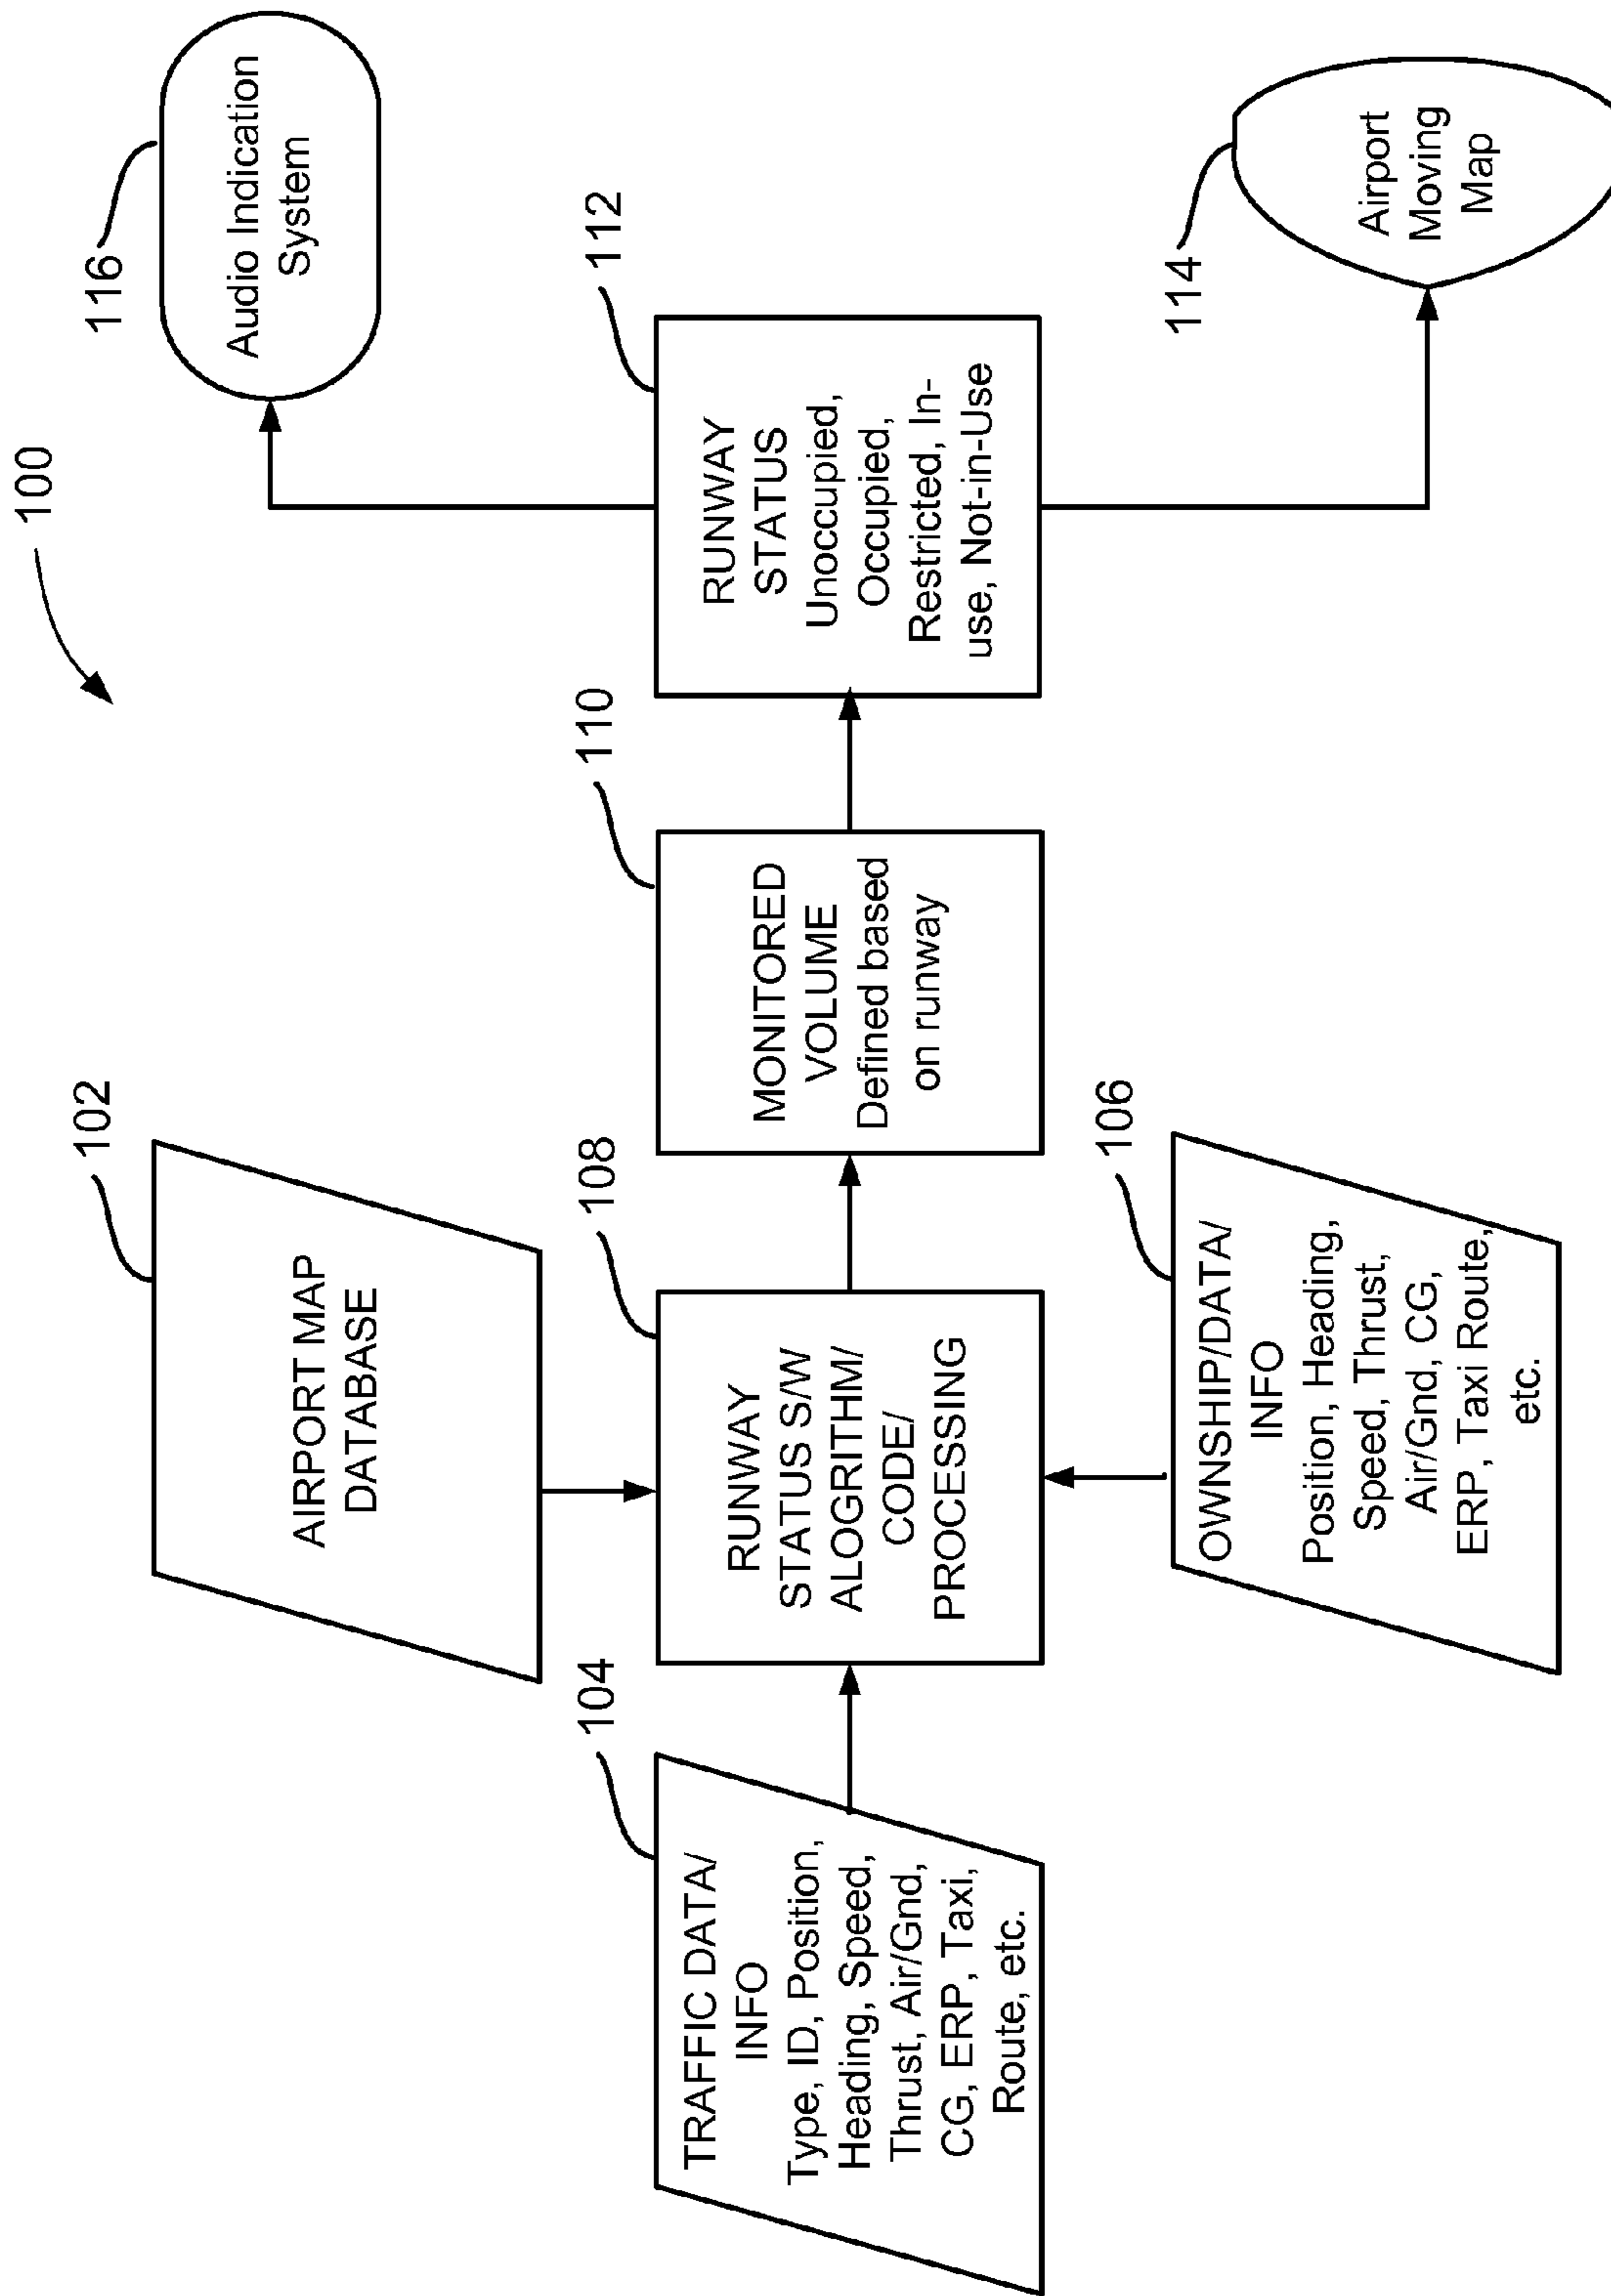 100
102
AIRPORT MAP
DATABASE
104
TRAFFIC DATA/
INFO
Type, ID, Position,
Heading, Speed,
Thrust, Air/Gnd,
CG, ERP, Taxi,
Route, etc.
108
RUNWAY
STATUS S/W
ALOGRITHM/
CODE/
PROCESSING
106
OWNSHIP/DATA/
INFO
Position, Heading,
Speed, Thrust,
Air/Gnd, CG,
ERP, Taxi Route,
etc.
110
MONITORED
VOLUME
Defined based
on runway
112
RUNWAY
STATUS
Unoccupied,
Occupied,
Restricted, In-
use, Not-in-Use
116
Audio Indication
System
114
Airport
Moving
Map